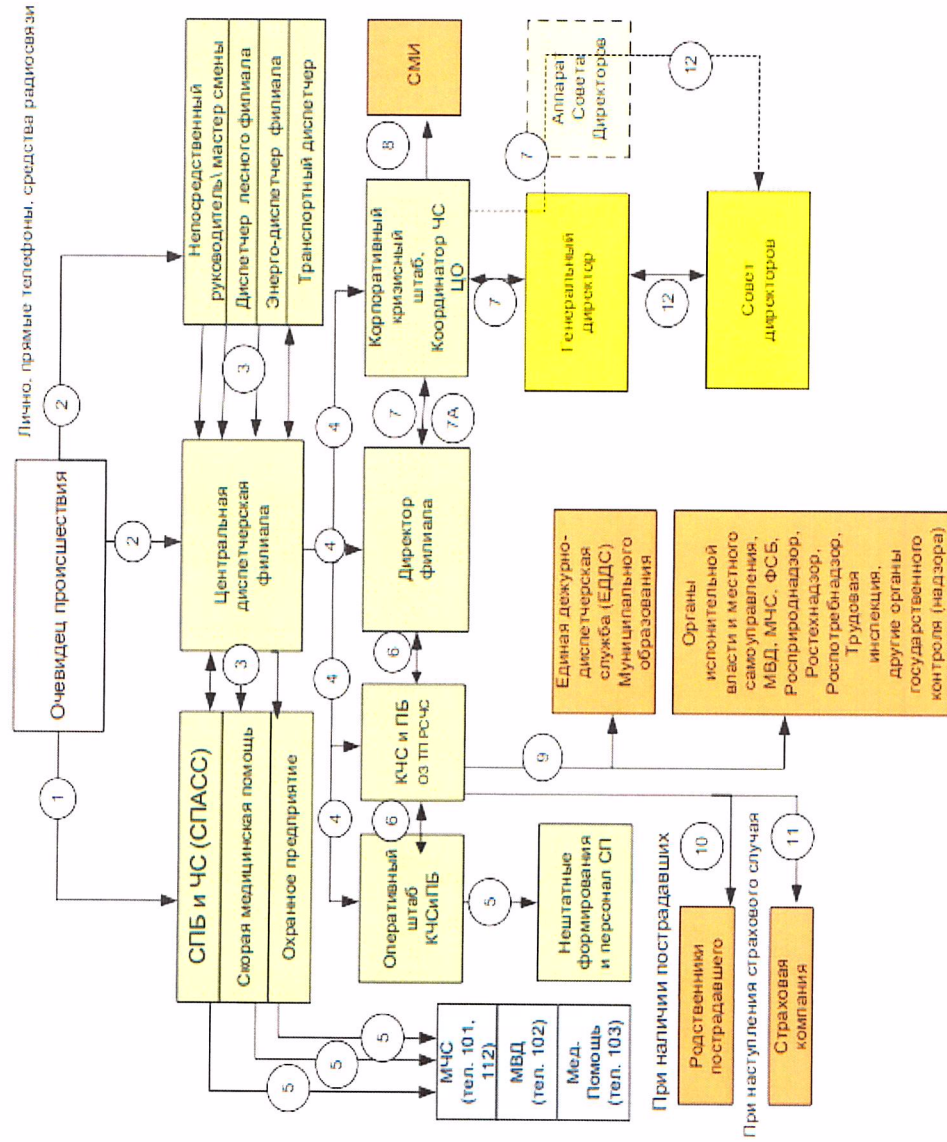 Лично, прямые телефоны, средства радиосвязи
Очевидец происшествия
1
2
2
СПБ и ЧС (СПАСС)
Скорая медицинская помощь
Охранное предприятие
3
Центральная
диспетчерская
филиала
3
Непосредственный
руководитель\ мастер смены
Диспетчер лесного филиала
Энерго-диспетчер филиала
Транспортный диспетчер
5
5
5
4
4
4
4
МЧС
(тел. 101,
112)
МВД
(тел. 102)
Мед.
Помощь
(тел. 103)
Оперативный
штаб
КЧСиПБ
6
КЧС и ПБ
ОЗ ТП РСЧС
6
Директор
филиала
7
7А
Корпоративный
кризисный
штаб,
Координатор ЧС
ЦО
8
СМИ
5
Нештатные
формирования
и персонал СП
9
Единая дежурно-
диспетчерская
служба (ЕДДС)
Муниципального
образования
7
Генеральный
директор
7
Аппара
Совета
Директоров
12
12
Совет
директоров
Органы
исполнительной
власти и местного
самоуправления,
МВД, МЧС, ФСБ,
Росприроднадзор,
Ростехнадзор,
Роспотребнадзор,
Трудовая
инспекция,
другие органы
государственного
контроля (надзора)
При наличии пострадавших
10
Родственники
пострадавшего
При наступления страхового случая
11
Страховая
компания